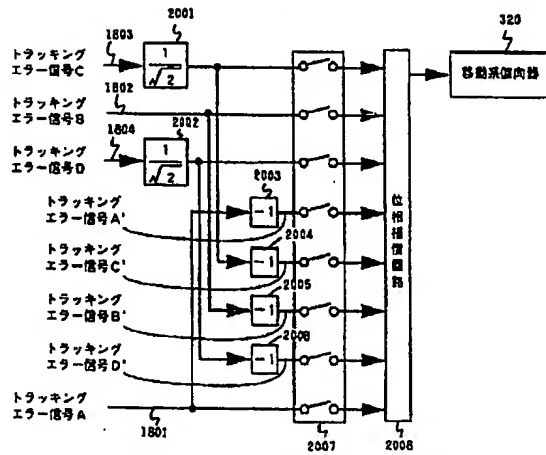 2001
1803
トラッキング
エラー信号C
1
√2
320
移動系偏向器
1802
トラッキング
エラー信号B
2002
1804
トラッキング
エラー信号D
1
√2
2003
トラッキング
エラー信号A'
-1
2004
トラッキング
エラー信号C'
-1
2005
トラッキング
エラー信号B'
-1
2006
トラッキング
エラー信号D'
-1
トラッキング
エラー信号A
1801
2007
位相補償回路
2008